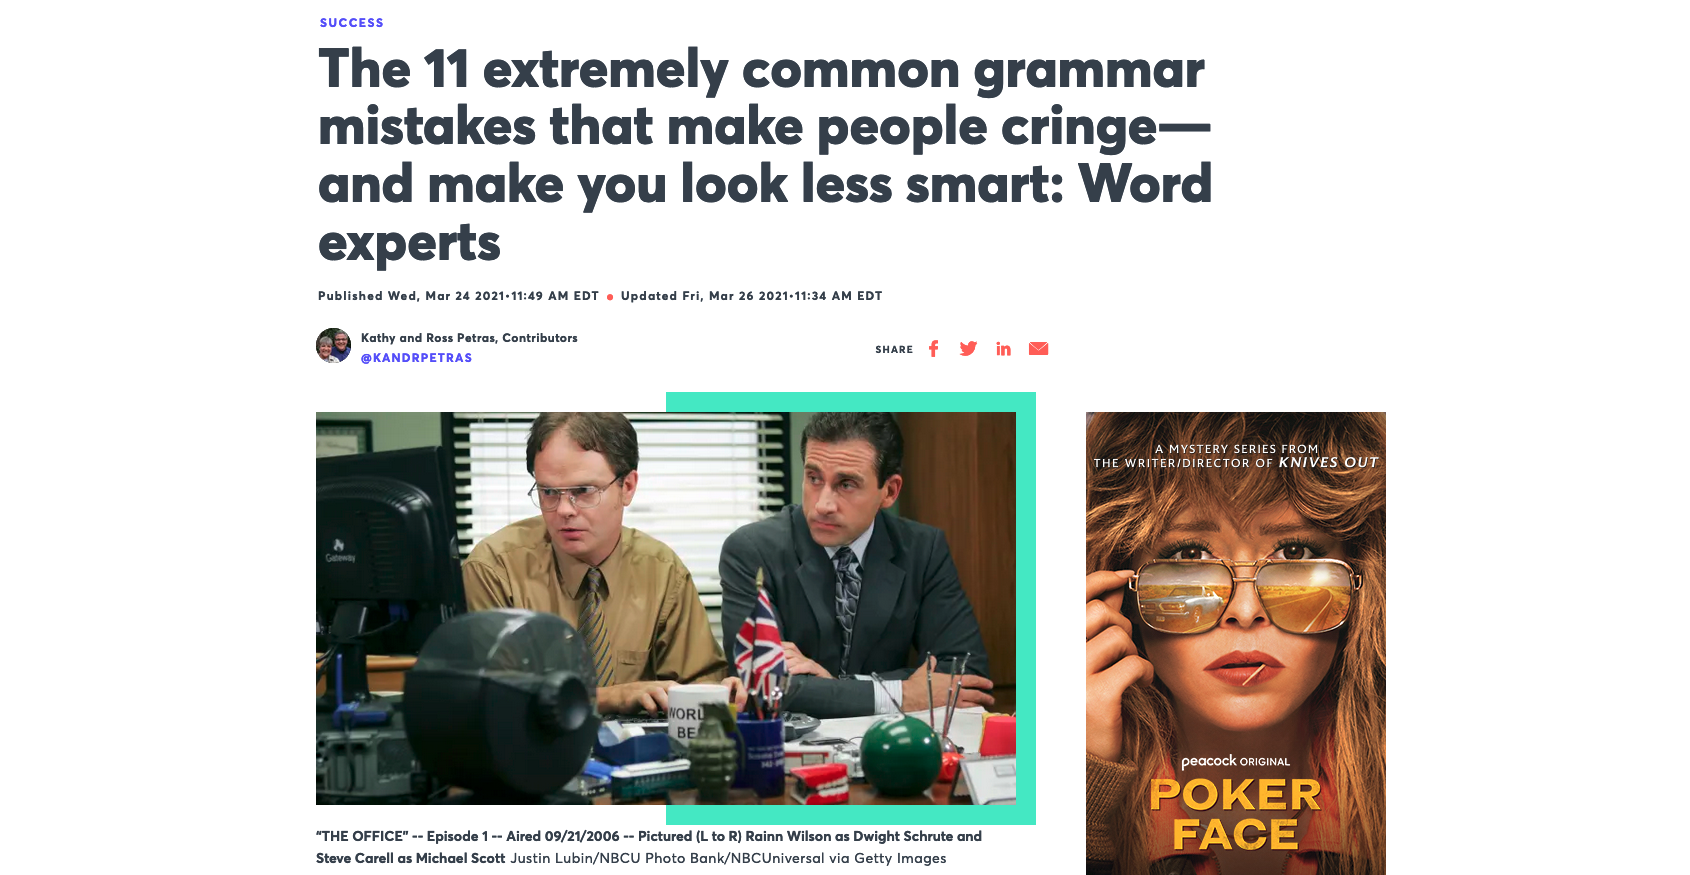 SUCCESS
The 11 extremely common grammar
mistakes that make people cringe—
and make you look less smart: Word
experts
Published Wed, Mar 24 2021•11:49 AM EDT • Updated Fri, Mar 26 2021•11:34 AM EDT
Kathy and Ross Petras, Contributors
@KANDRPETRAS
SHARE
Gateway
WORL
BE
A MYSTERY SERIES FROM
THE WRITER/DIRECTOR OF KNIVES OUT
peacock ORIGINAL
POKER
FACE
“THE OFFICE” -- Episode 1 -- Aired 09/21/2006 -- Pictured (L to R) Rainn Wilson as Dwight Schrute and
Steve Carell as Michael Scott Justin Lubin/NBCU Photo Bank/NBCUniversal via Getty Images